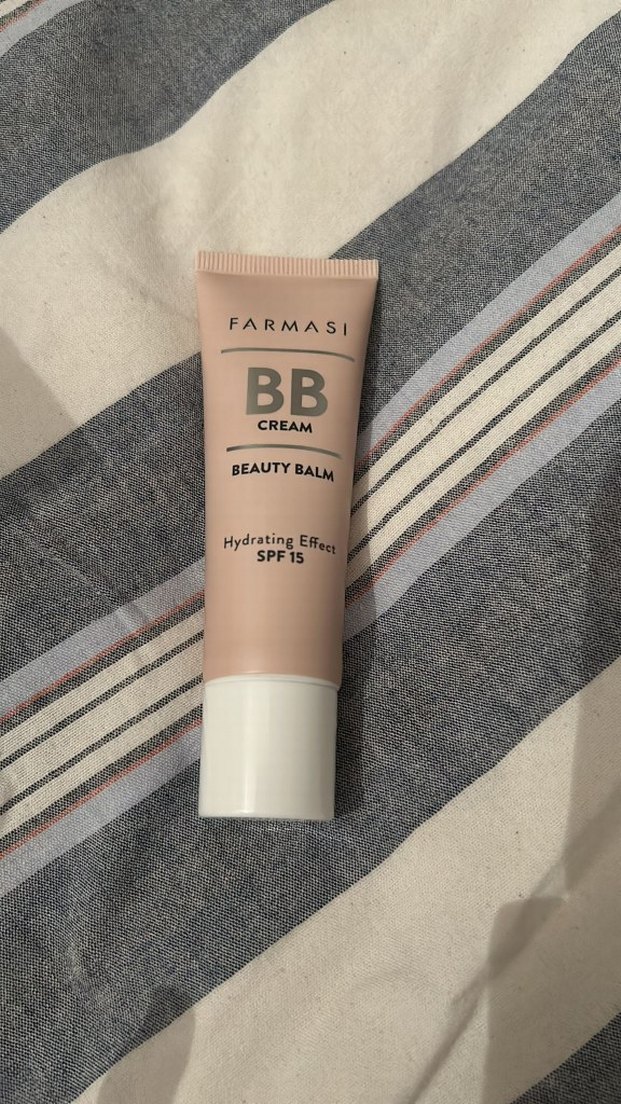 FARMASI
BB
CREAM
BEAUTY BALM
Hydrating Effect
SPF 15